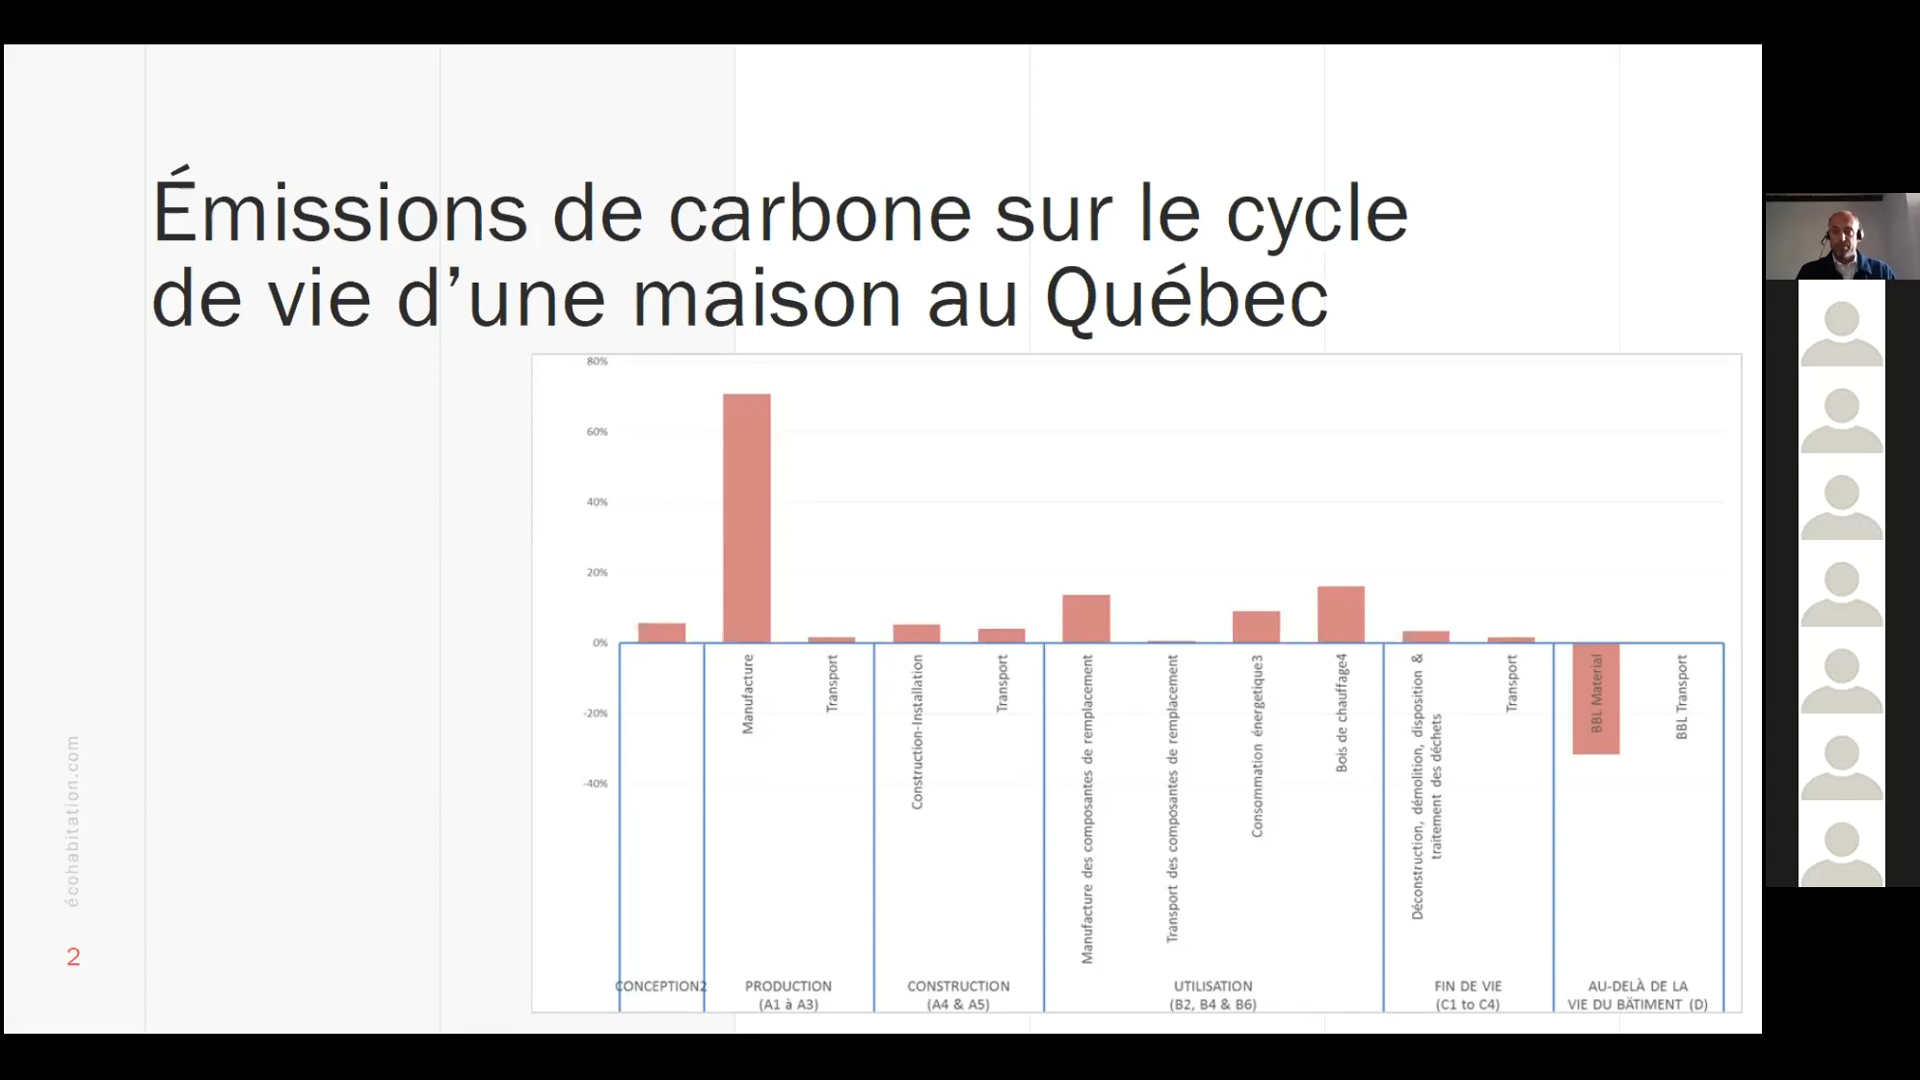 Émissions de carbone sur le cycle
de vie d’une maison au Québec
80%
60%
40%
20%
0%
-20%
-40%
Manufacture
Transport
Construction-Installation
Transport
Manufacture des composantes de remplacement
Transport des composantes de remplacement
Consommation énergetique3
Bois de chauffage4
Déconstruction, démolition, disposition &
traitement des déchets
Transport
BBL Material
BBL Transport
CONCEPTION2
PRODUCTION
(A1 à A3)
CONSTRUCTION
(A4 & A5)
UTILISATION
(B2, B4 & B6)
FIN DE VIE
(C1 to C4)
AU-DELÀ DE LA
VIE DU BÂTIMENT (D)
écohabitation.com
2